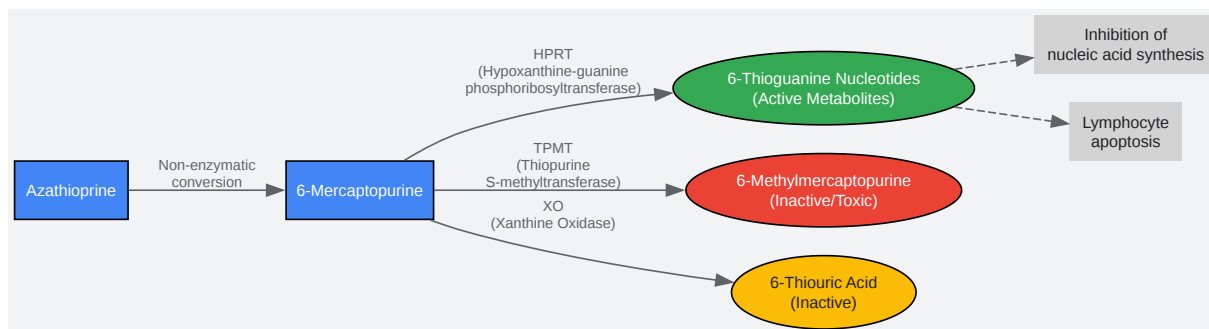 Azathioprine
Non-enzymatic
conversion
6-Mercaptopurine
HPRT
(Hypoxanthine-guanine
phosphoribosyltransferase)
6-Thioguanine Nucleotides
(Active Metabolites)
Inhibition of
nucleic acid synthesis
Lymphocyte
apoptosis
TPMT
(Thiopurine
S-methyltransferase)
6-Methylmercaptopurine
(Inactive/Toxic)
XO
(Xanthine Oxidase)
6-Thiouric Acid
(Inactive)